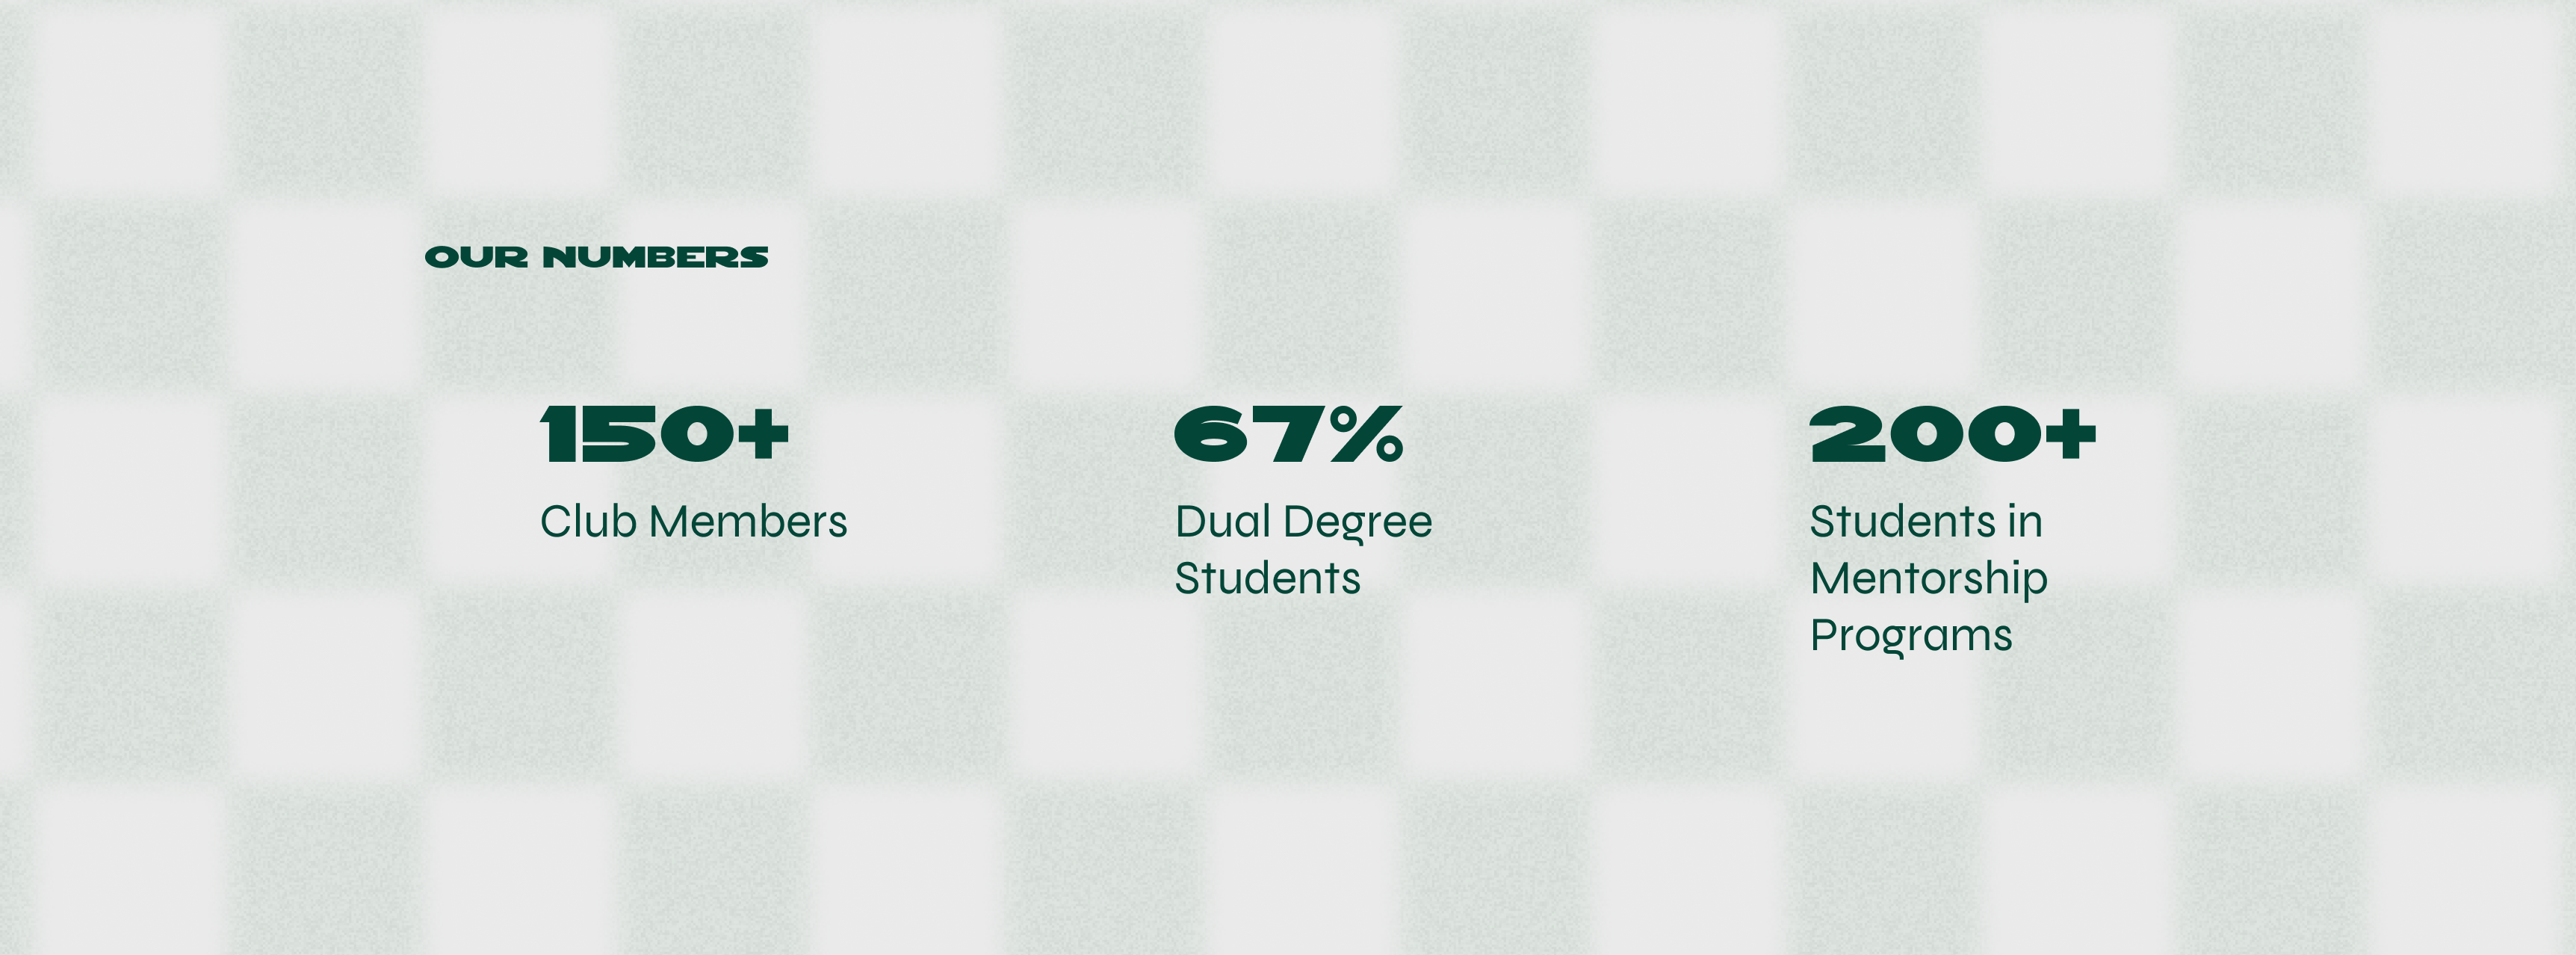 OUR NUMBERS
150+
Club Members
67%
Dual Degree
Students
200+
Students in
Mentorship
Programs